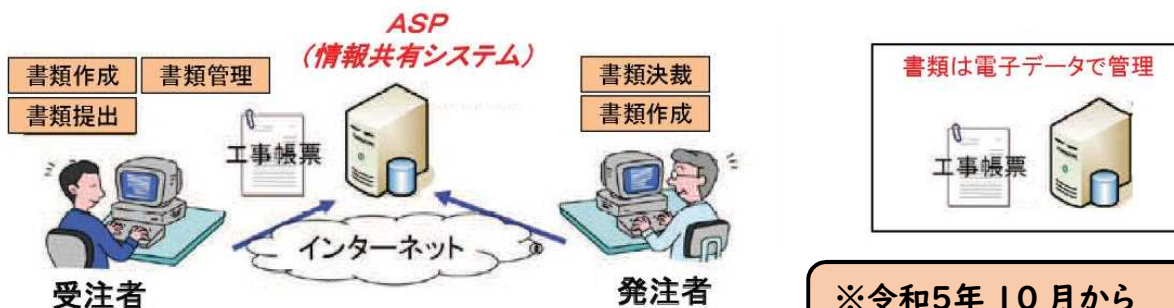 ASP
(情報共有システム)
書類作成
書類管理
書類提出
工事帳票
書類決裁
書類作成
インターネット
受注者
発注者
書類は電子データで管理
工事帳票
※令和5年10月から